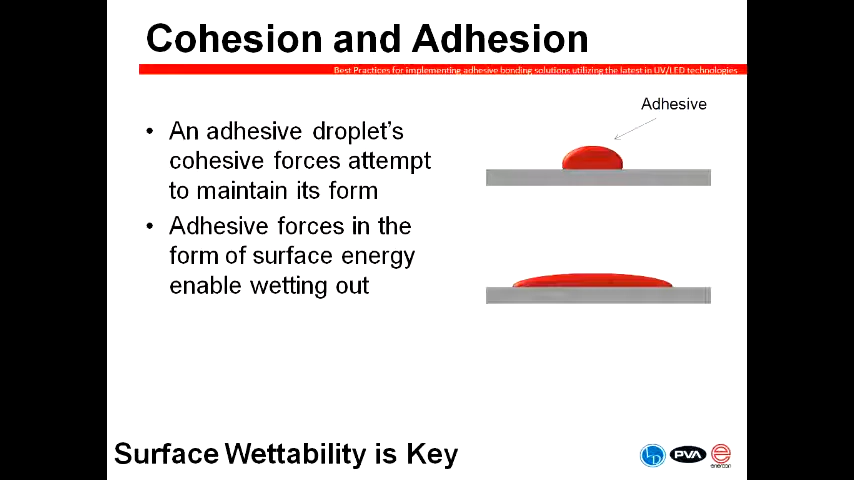 Cohesion and Adhesion
Best Practices for implementing adhesive bonding solutions utilizing the latest in UV/LED technologies
Adhesive
• An adhesive droplet's
cohesive forces attempt
to maintain its form
• Adhesive forces in the
form of surface energy
enable wetting out
Surface Wettability is Key
LD
PVA
enercon